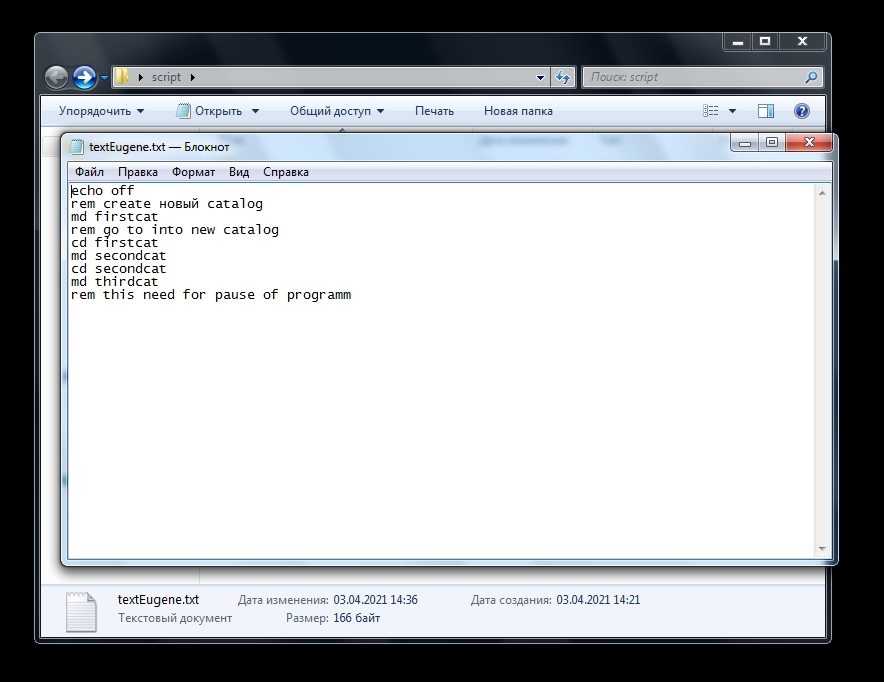 script
Поиск: script
Упорядочить
Открыть
Общий доступ
Печать
Новая папка
textEugene.txt — Блокнот
Файл Правка Формат Вид Справка
echo off
rem create новый catalog
md firstcat
rem go to into new catalog
cd firstcat
md secondcat
cd secondcat
md thirdcat
rem this need for pause of programm
textEugene.txt Дата изменения: 03.04.2021 14:36 Дата создания: 03.04.2021 14:21
Текстовый документ Размер: 166 байт